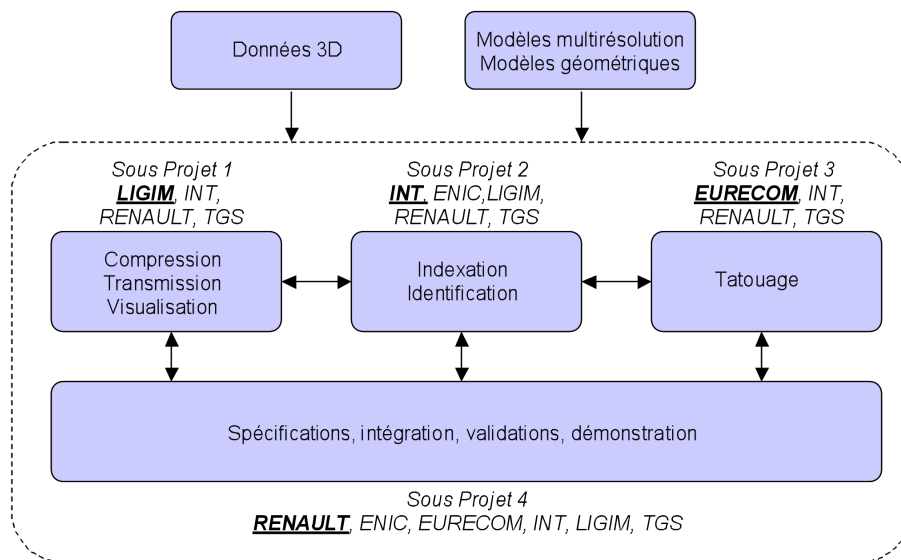 Données 3D
Modèles multirésolution
Modèles géométriques
Sous Projet 1
LIGIM, INT,
RENAULT, TGS
Sous Projet 2
INT, ENIC,LIGIM,
RENAULT, TGS
Sous Projet 3
EURECOM, INT,
RENAULT, TGS
Compression
Transmission
Visualisation
Indexation
Identification
Tatouage
Spécifications, intégration, validations, démonstration
Sous Projet 4
RENAULT, ENIC, EURECOM, INT, LIGIM, TGS